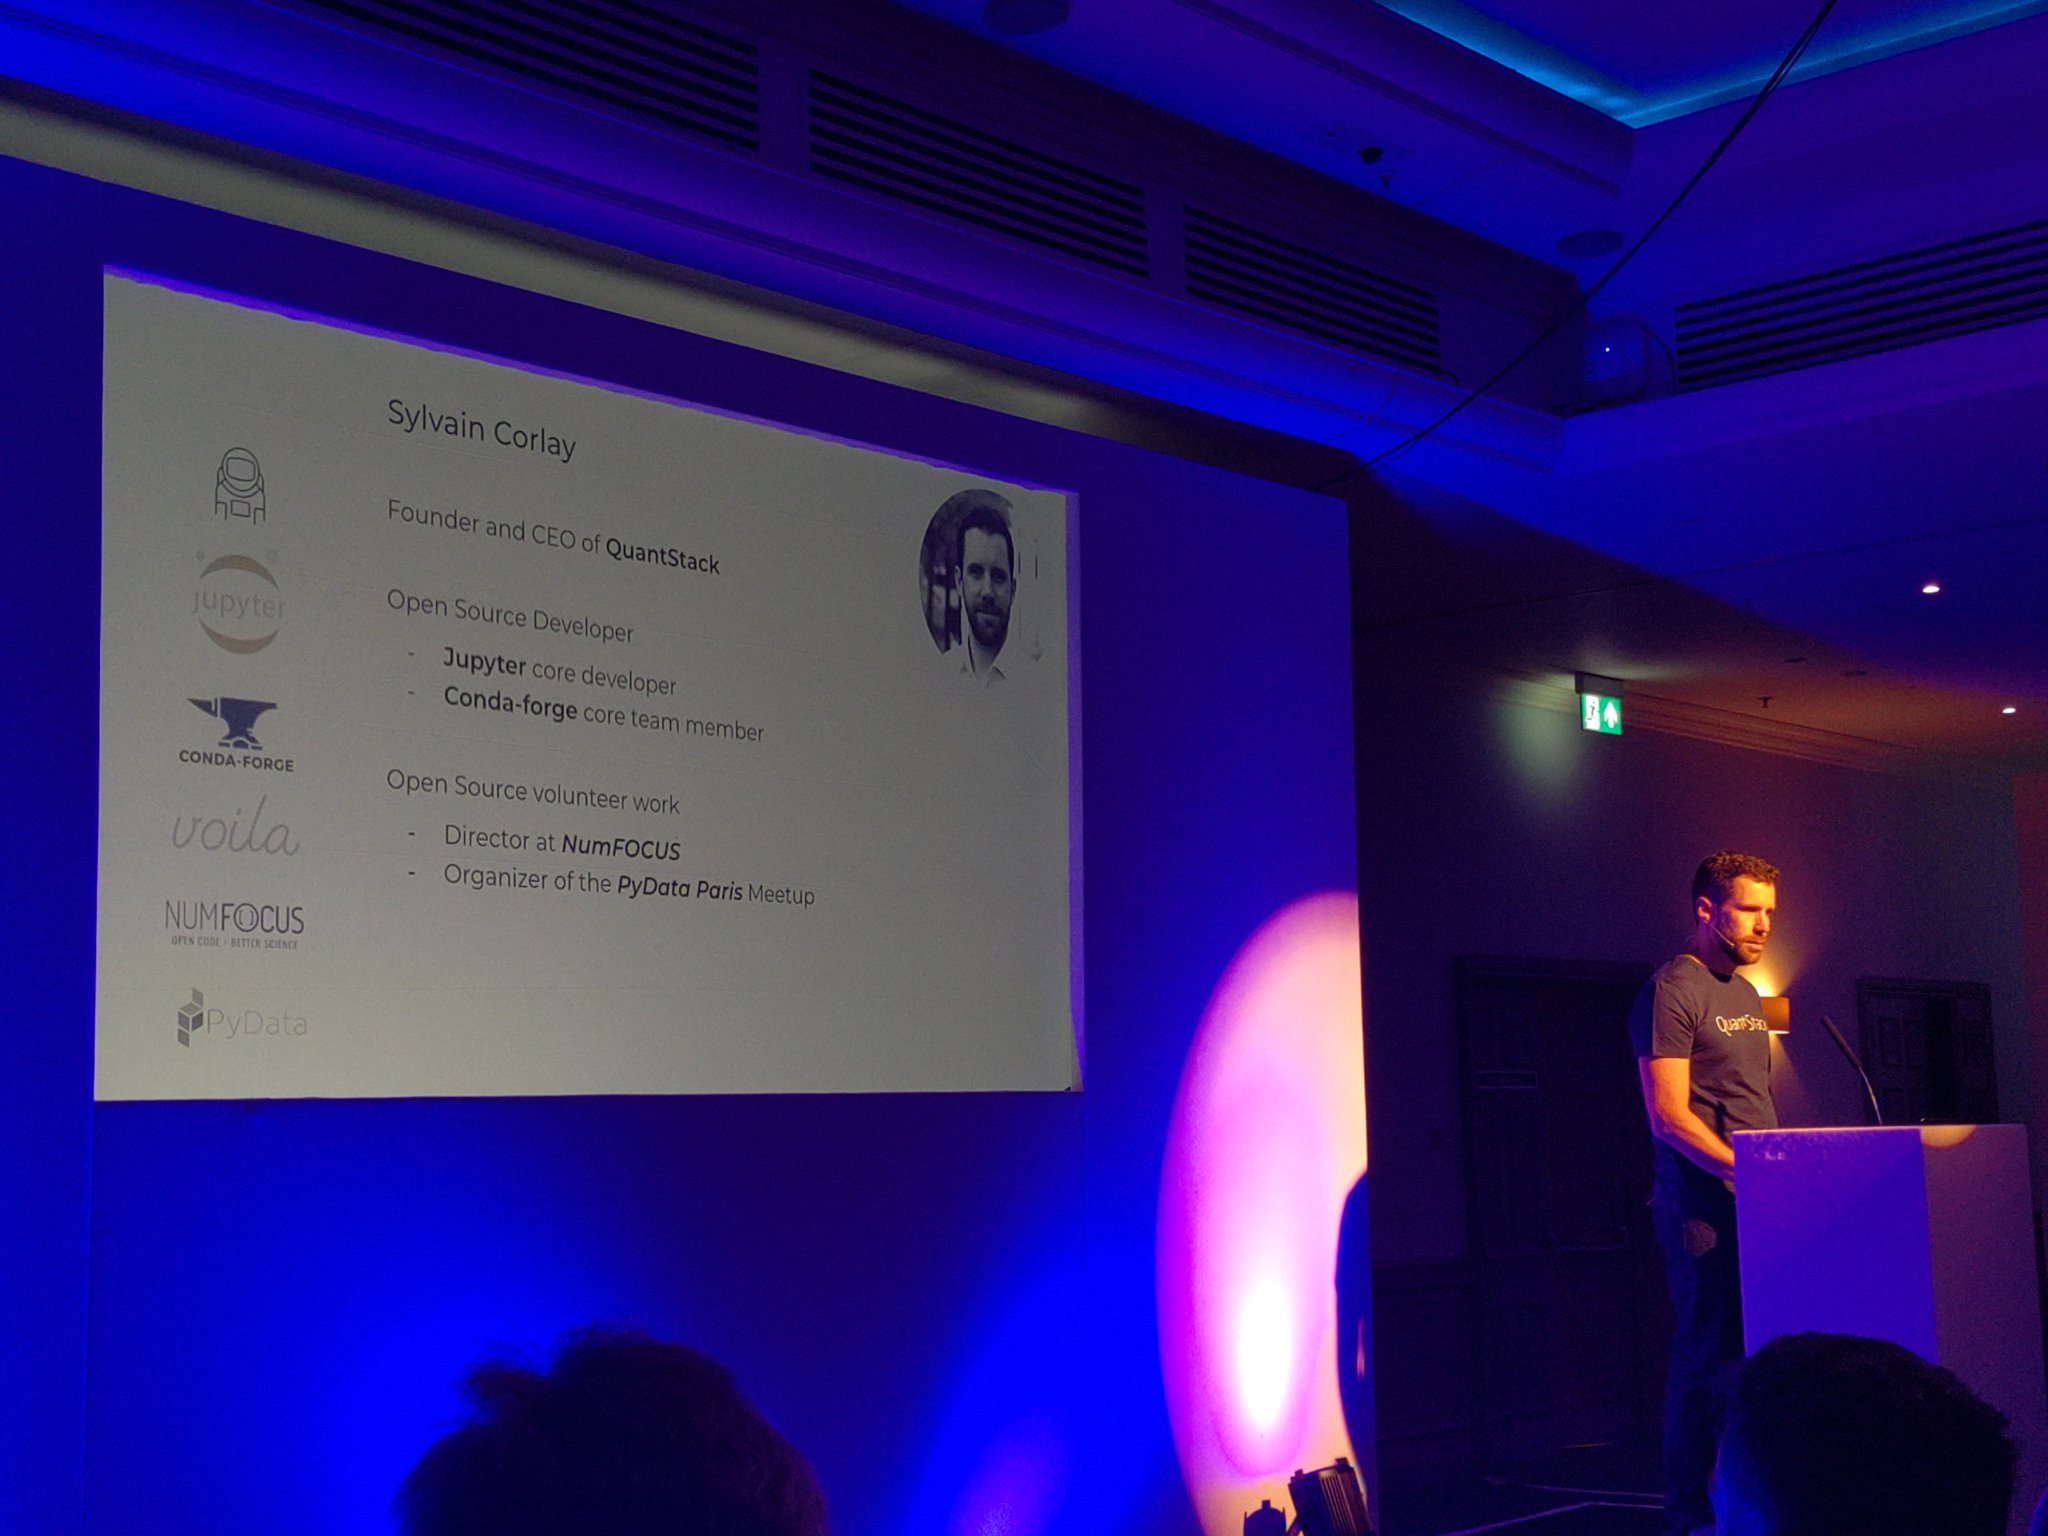 Sylvain Corlay
Founder and CEO of QuantStack
Open Source Developer
- Jupyter core developer
- Conda-forge core team member
Open Source volunteer work
- Director at NumFOCUS
- Organizer of the PyData Paris Meetup
jupyter
CONDA-FORGE
voila
NUMFOCUS
OPEN CODE = BETTER SCIENCE
PyData
QuantStac